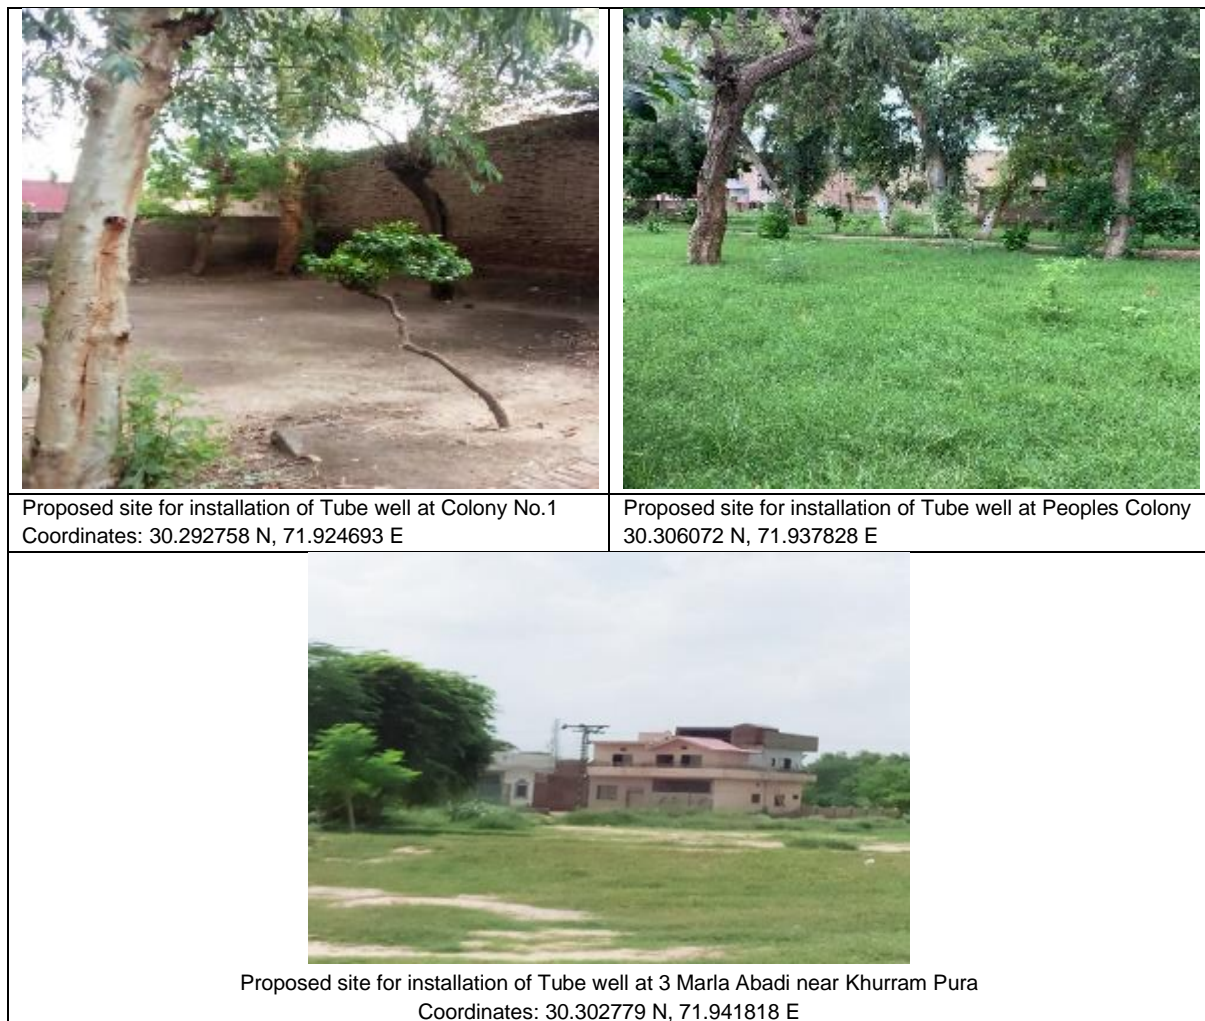 Proposed site for installation of Tube well at Colony No.1
Coordinates: 30.292758 N, 71.924693 E
Proposed site for installation of Tube well at Peoples Colony
30.306072 N, 71.937828 E
Proposed site for installation of Tube well at 3 Marla Abadi near Khurram Pura
Coordinates: 30.302779 N, 71.941818 E